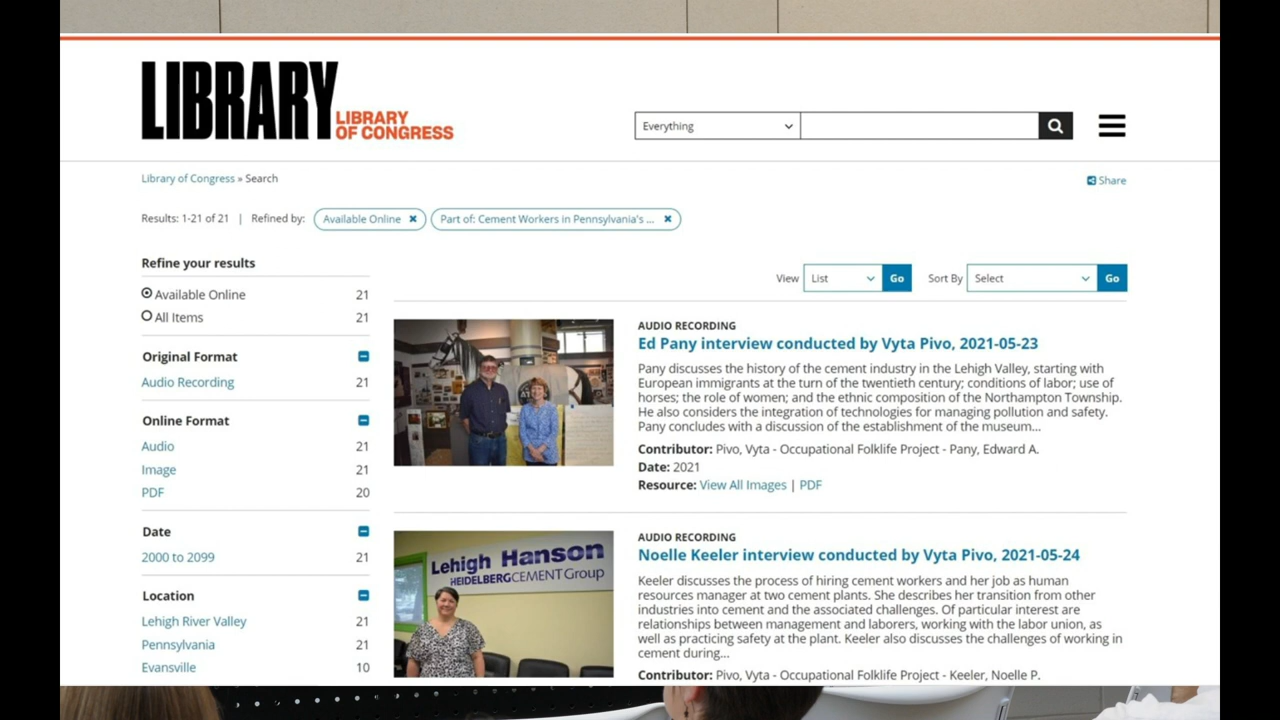 LIBRARY
LIBRARY
OF CONGRESS
Everything
Library of Congress » Search
Share
Results: 1-21 of 21 | Refined by: Available Online × Part of: Cement Workers in Pennsylvania's ... ×
Refine your results
View List Go Sort By Select Go
Available Online 21
All Items 21
Original Format
Audio Recording 21
Online Format
Audio 21
Image 21
PDF 20
Date
2000 to 2099 21
Location
Lehigh River Valley 21
Pennsylvania 21
Evansville 10
AUDIO RECORDING
Ed Pany interview conducted by Vyta Pivo, 2021-05-23
Pany discusses the history of the cement industry in the Lehigh Valley, starting with
European immigrants at the turn of the twentieth century; conditions of labor; use of
horses; the role of women; and the ethnic composition of the Northampton Township.
He also considers the integration of technologies for managing pollution and safety.
Pany concludes with a discussion of the establishment of the museum...
Contributor: Pivo, Vyta - Occupational Folklife Project - Pany, Edward A.
Date: 2021
Resource: View All Images | PDF
Lehigh Hanson
HEIDELBERGCEMENT Group
AUDIO RECORDING
Noelle Keeler interview conducted by Vyta Pivo, 2021-05-24
Keeler discusses the process of hiring cement workers and her job as human
resources manager at two cement plants. She describes her transition from other
industries into cement and the associated challenges. Of particular interest are
relationships between management and laborers, working with the labor union, as
well as practicing safety at the plant. Keeler also discusses the challenges of working in
cement during...
Contributor: Pivo, Vyta - Occupational Folklife Project - Keeler, Noelle P.